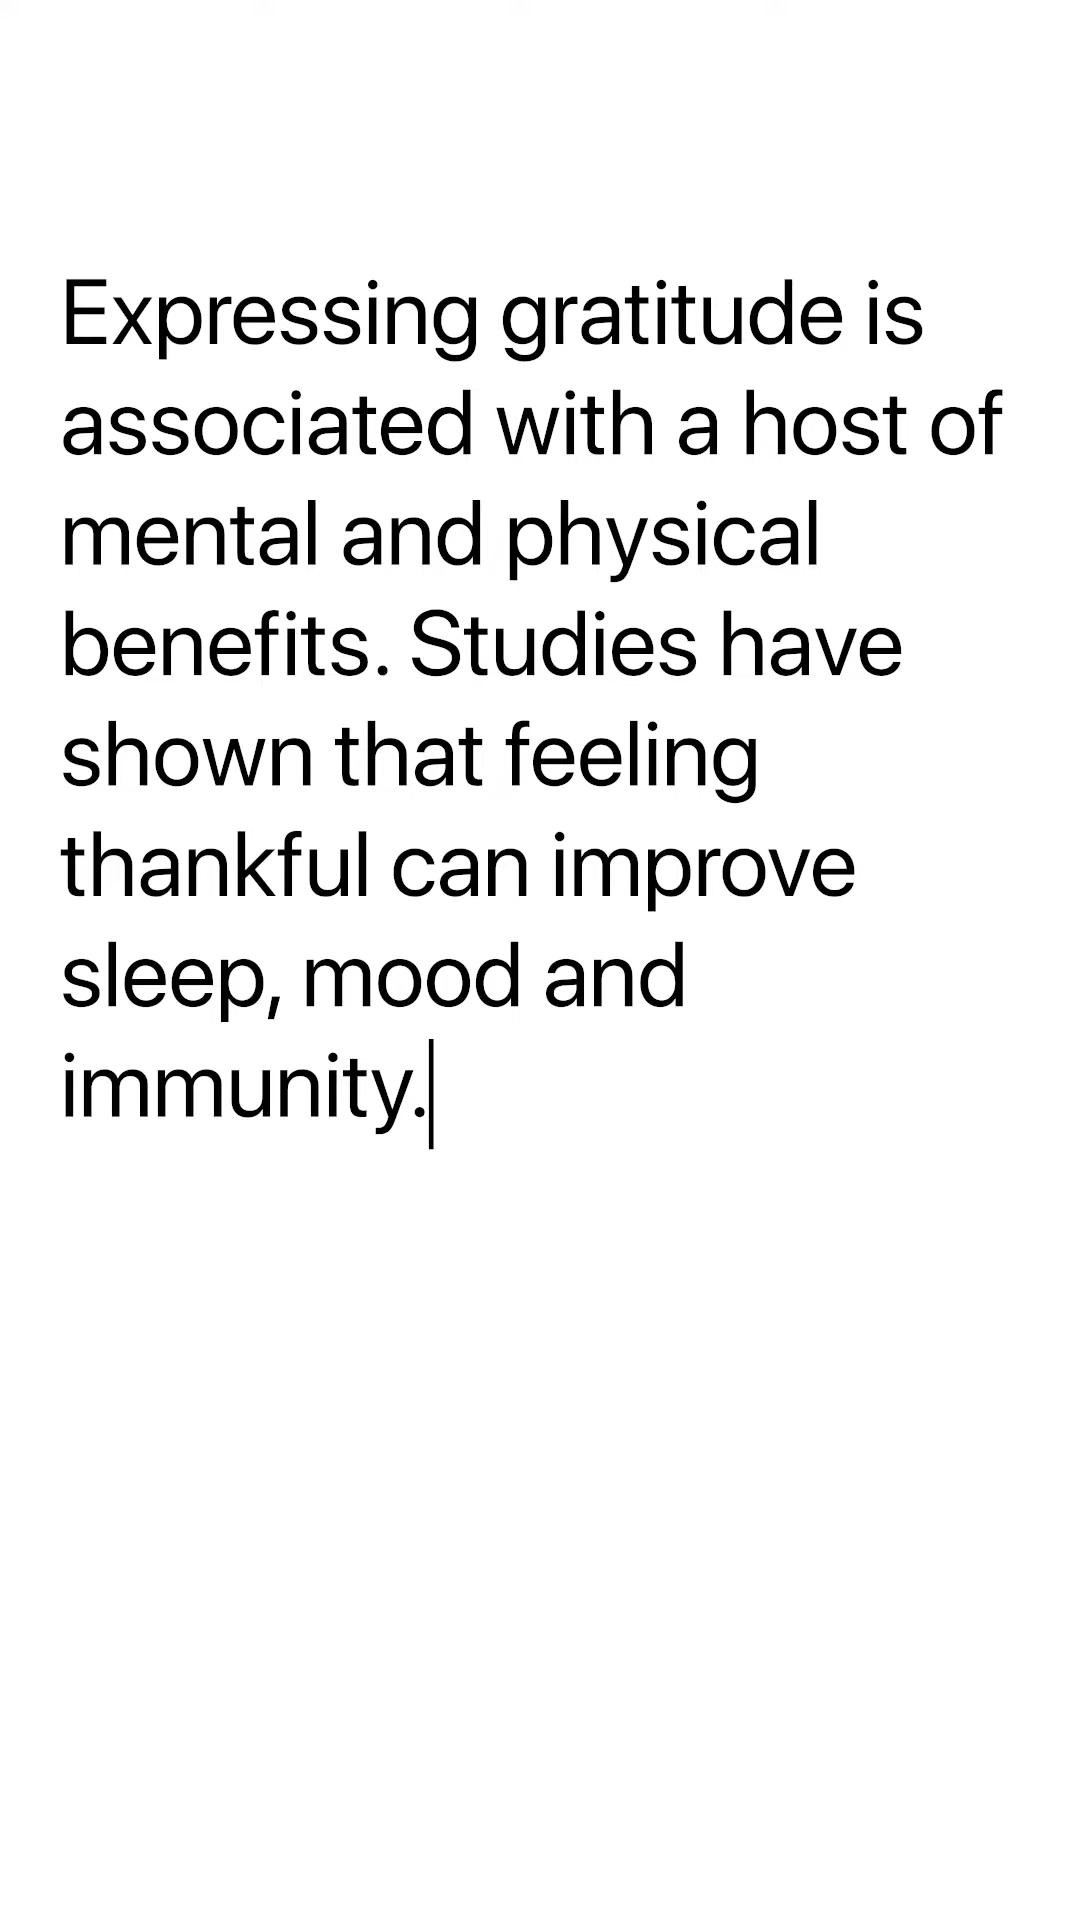 Expressing gratitude is
associated with a host of
mental and physical
benefits. Studies have
shown that feeling
thankful can improve
sleep, mood and
immunity.